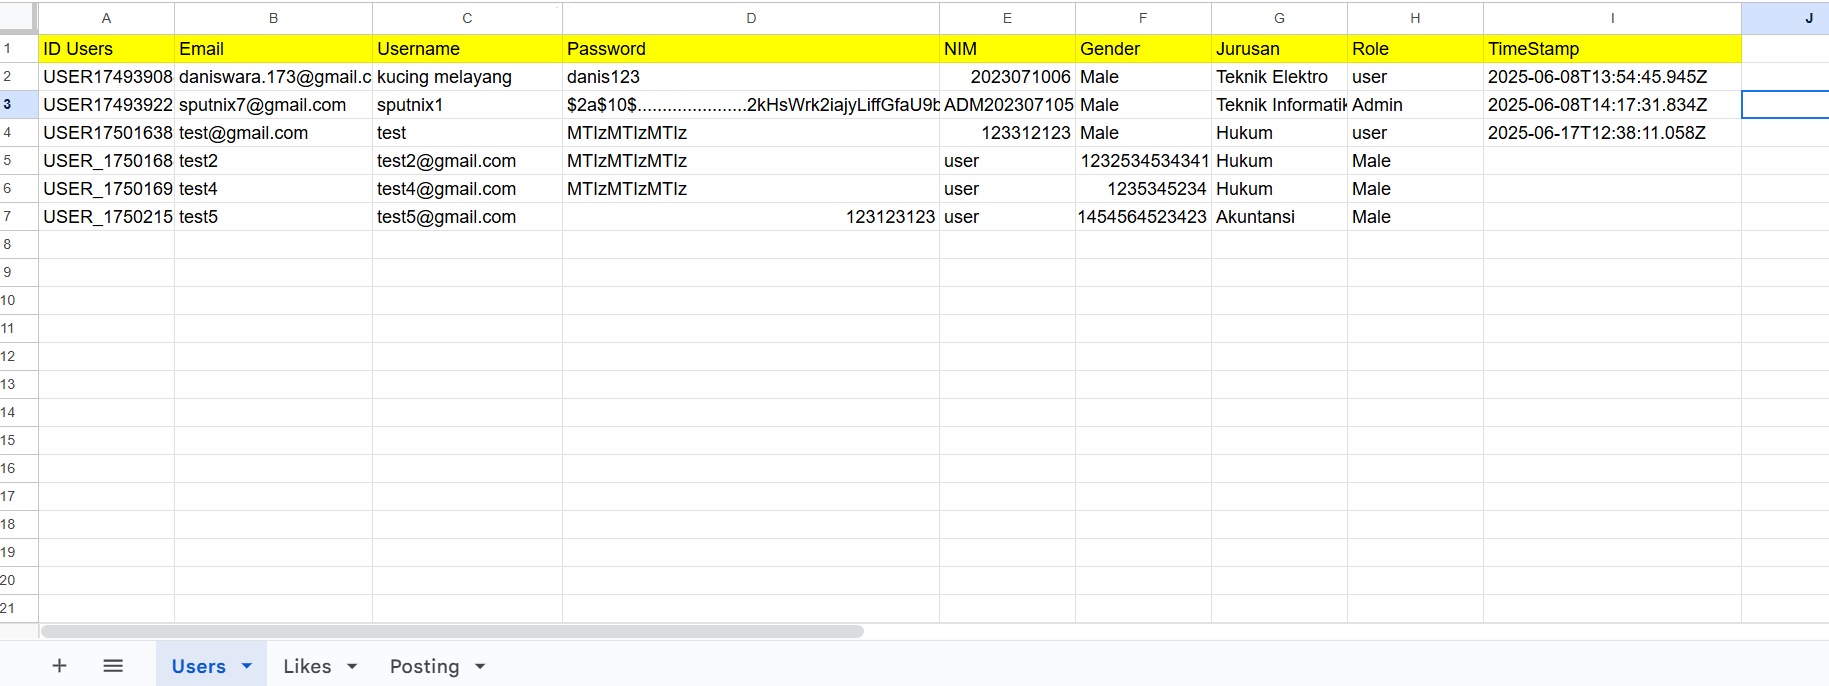 A B C D E F G H I J
1 ID Users Email Username Password NIM Gender Jurusan Role TimeStamp
2 USER17493908 daniswara.173@gmail.c kucing melayang danis123 2023071006 Male Teknik Elektro user 2025-06-08T13:54:45.945Z
3 USER17493922 sputnix7@gmail.com sputnix1 $2a$10$......................2kHsWrk2iajyLiffGfaU9b ADM202307105 Male Teknik Informatik Admin 2025-06-08T14:17:31.834Z
4 USER17501638 test@gmail.com test MTIzMTIzMTIz 123312123 Male Hukum user 2025-06-17T12:38:11.058Z
5 USER_1750168 test2 test2@gmail.com MTIzMTIzMTIz user 1232534534341 Hukum Male
6 USER_1750169 test4 test4@gmail.com MTIzMTIzMTIz user 1235345234 Hukum Male
7 USER_1750215 test5 test5@gmail.com 123123123 user 1454564523423 Akuntansi Male
8
9
10
11
12
13
14
15
16
17
18
19
20
21
Users Likes Posting